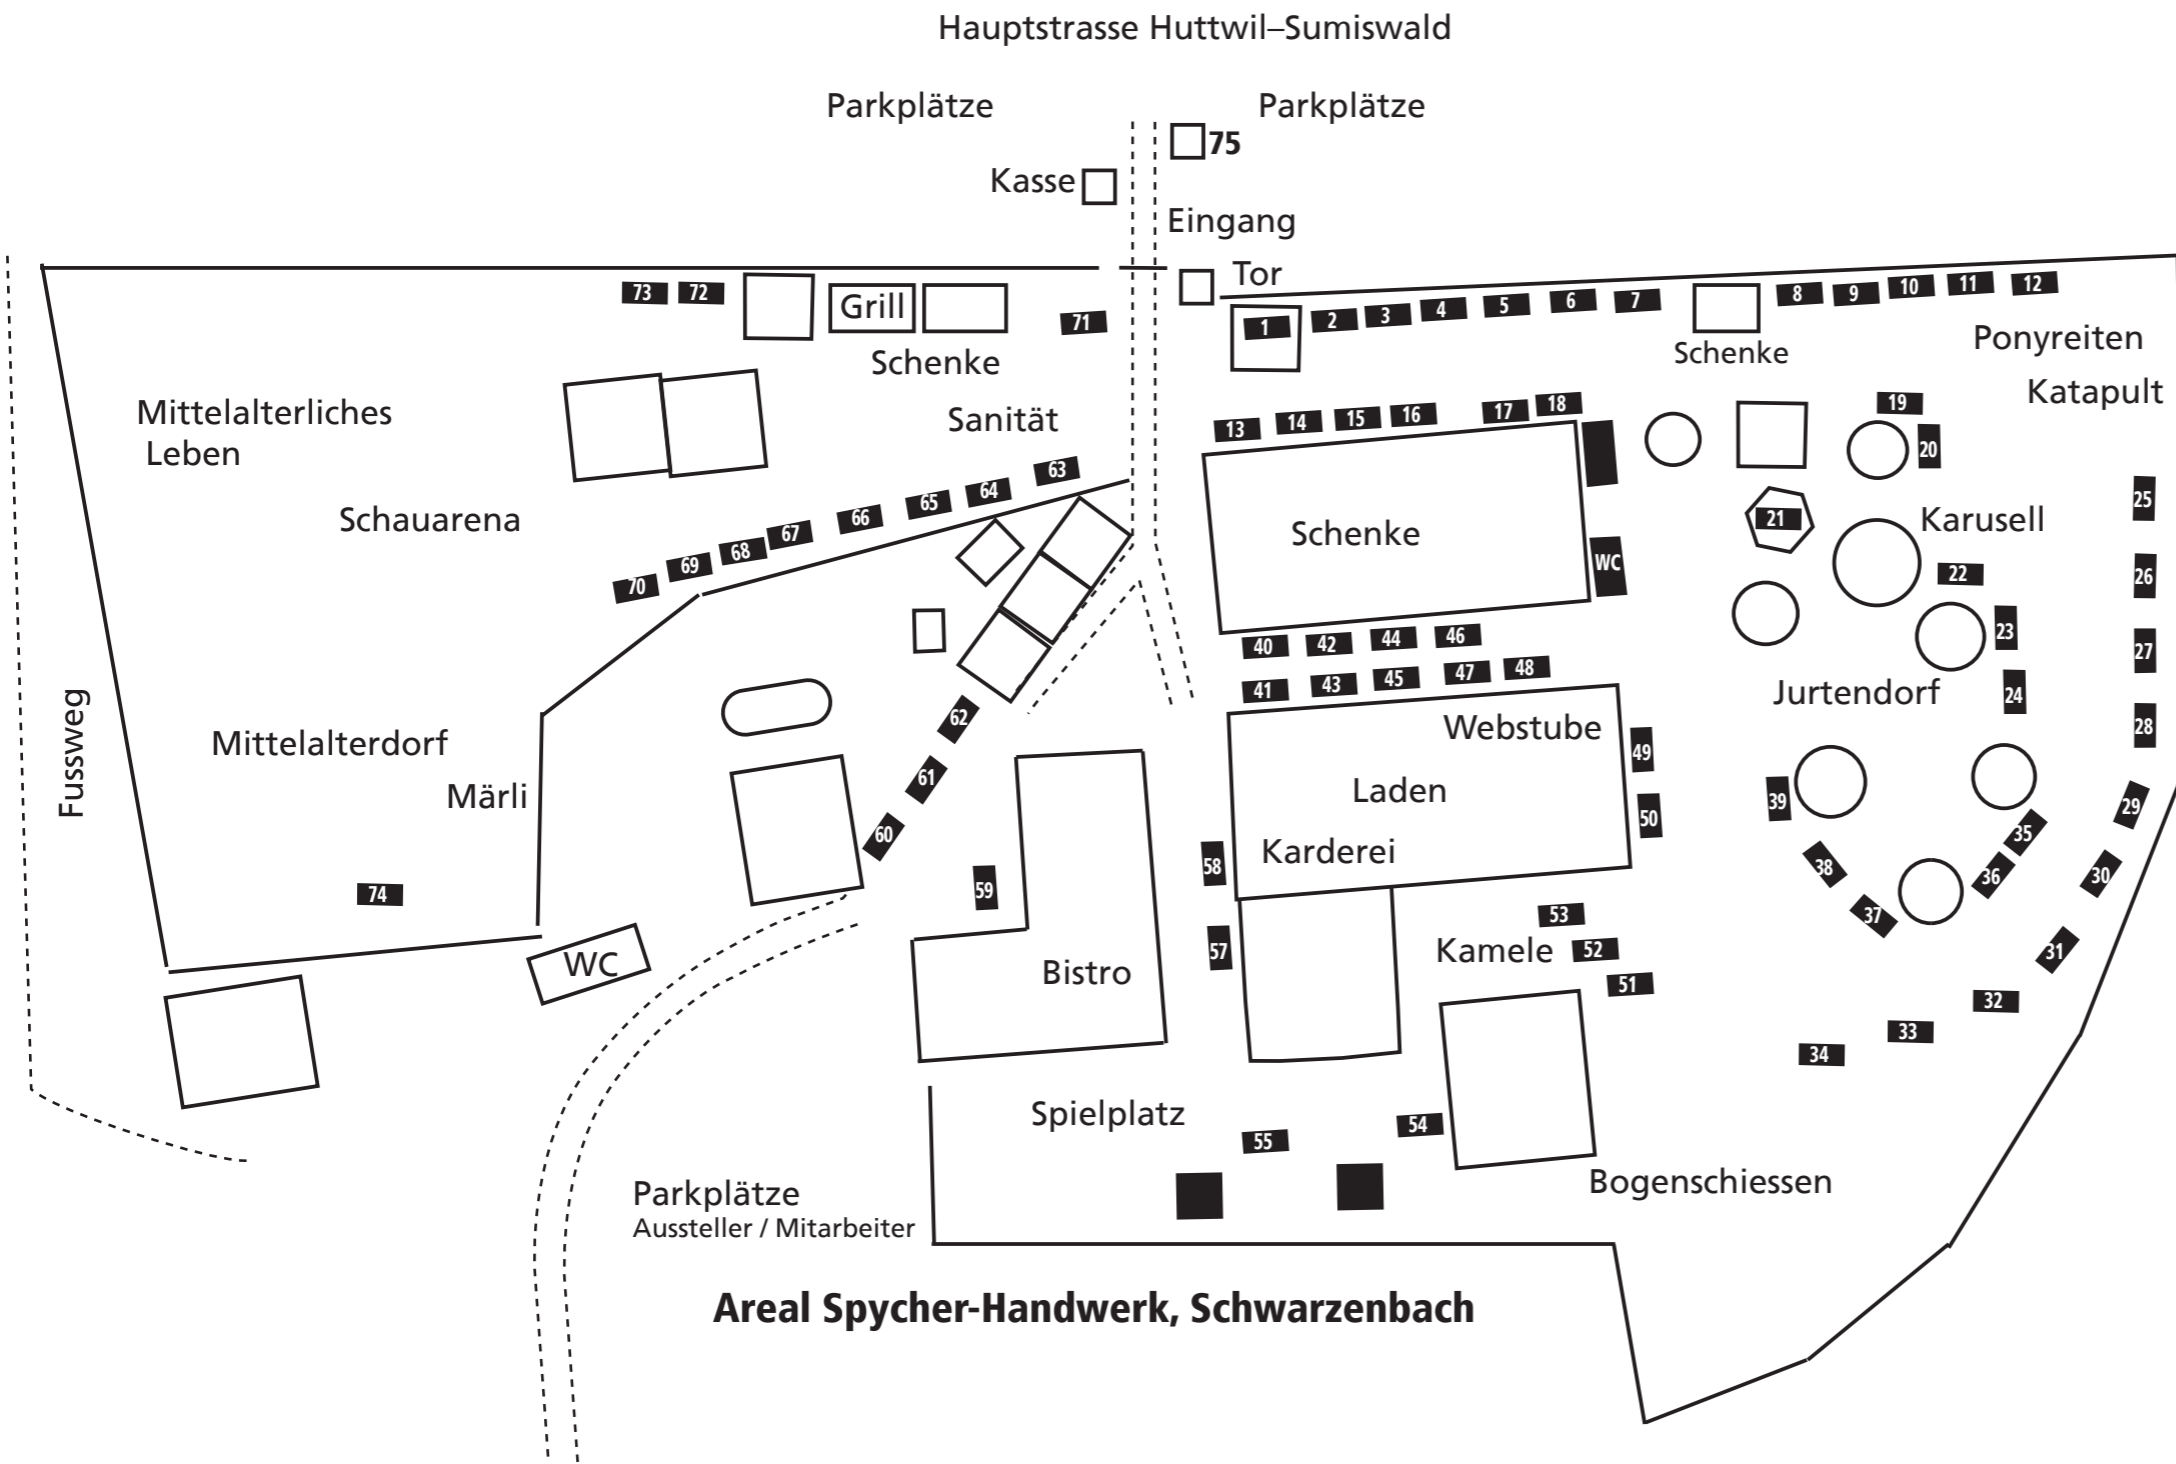 Hauptstrasse Huttwil–Sumiswald
Parkplätze
Parkplätze
75
Kasse
Eingang
Tor
73
72
Grill
71
1
2
3
4
5
6
7
8
9
10
11
12
Schenke
Schenke
Ponyreiten
Katapult
Mittelalterliches
Leben
Sanität
13
14
15
16
17
18
19
20
Schauarena
63
64
65
66
67
68
69
70
Schenke
WC
21
Karusell
22
23
24
25
26
27
28
40
42
44
46
41
43
45
47
48
Jurtendorf
Fussweg
Mittelalterdorf
Märli
62
61
60
Webstube
Laden
Karderei
49
50
39
38
37
36
35
29
30
31
32
33
34
74
59
58
57
WC
Bistro
Kamele
53
52
51
Spielplatz
55
54
Bogenschiessen
Parkplätze
Aussteller / Mitarbeiter
Areal Spycher-Handwerk, Schwarzenbach